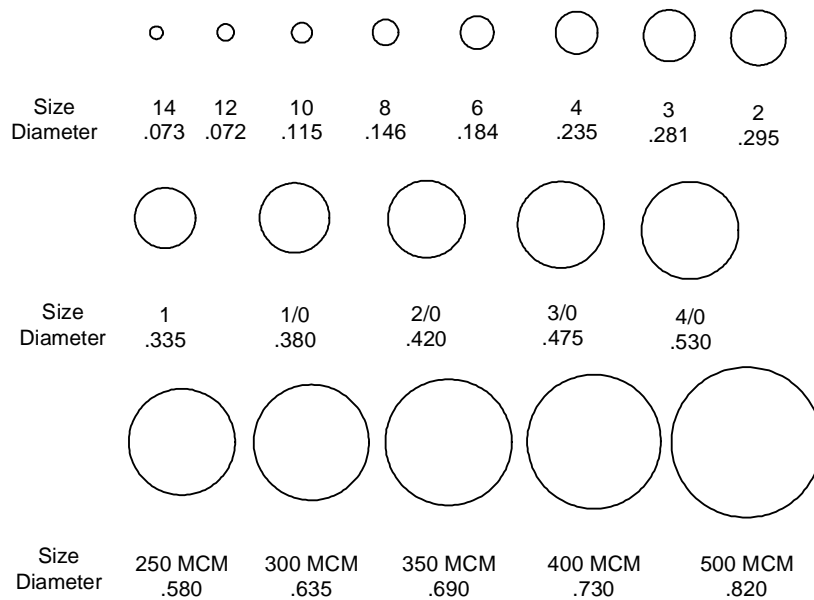 Size 14 12 10 8 6 4 3 2
Diameter .073 .072 .115 .146 .184 .235 .281 .295
Size 1 1/0 2/0 3/0 4/0
Diameter .335 .380 .420 .475 .530
Size 250 MCM 300 MCM 350 MCM 400 MCM 500 MCM
Diameter .580 .635 .690 .730 .820